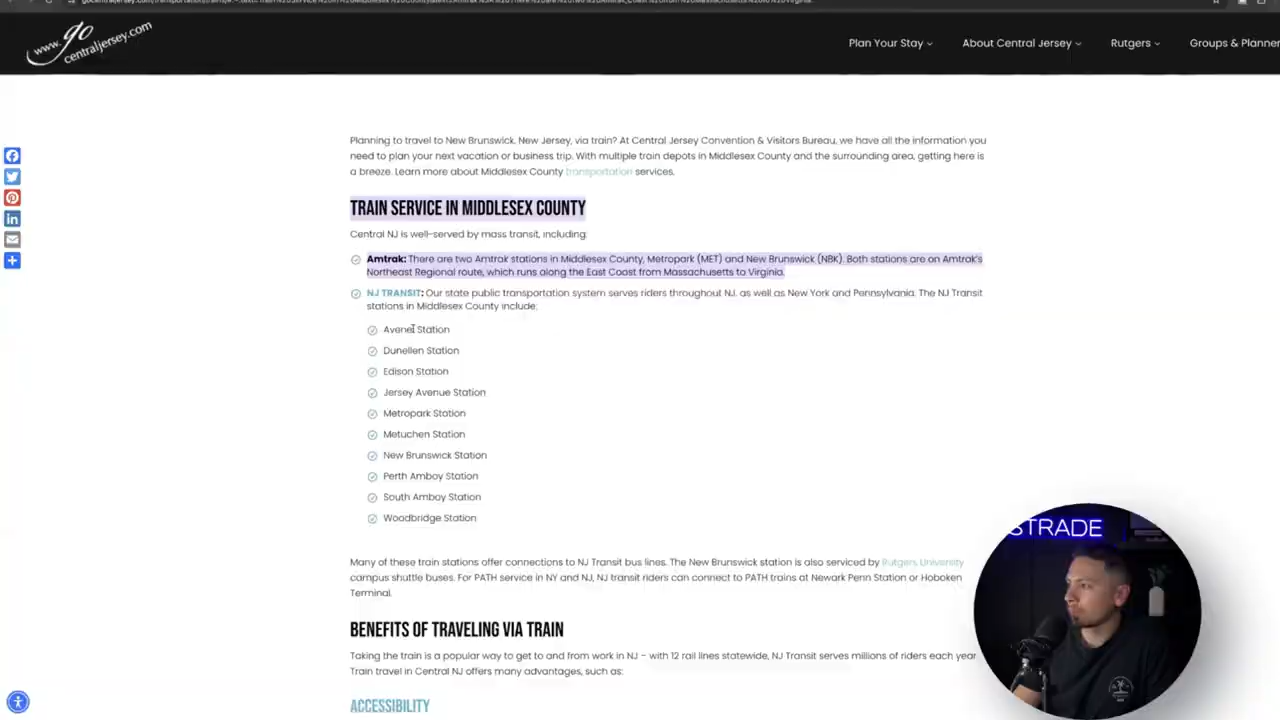 www.go
centraljersey.com
Plan Your Stay
About Central Jersey
Rutgers
Groups & Planner
Planning to travel to New Brunswick, New Jersey, via train? At Central Jersey Convention & Visitors Bureau, we have all the information you
need to plan your next vacation or business trip. With multiple train depots in Middlesex County and the surrounding area, getting here is
a breeze. Learn more about Middlesex County transportation services.
TRAIN SERVICE IN MIDDLESEX COUNTY
Central NJ is well-served by mass transit, including:
Amtrak: There are two Amtrak stations in Middlesex County, Metropark (MET) and New Brunswick (NBK). Both stations are on Amtrak's
Northeast Regional route, which runs along the East Coast from Massachusetts to Virginia.
NJ TRANSIT: Our state public transportation system serves riders throughout NJ, as well as New York and Pennsylvania. The NJ Transit
stations in Middlesex County include:
Avenel Station
Dunellen Station
Edison Station
Jersey Avenue Station
Metropark Station
Metuchen Station
New Brunswick Station
Perth Amboy Station
South Amboy Station
Woodbridge Station
Many of these train stations offer connections to NJ Transit bus lines. The New Brunswick station is also serviced by Rutgers University
campus shuttle buses. For PATH service in NY and NJ, NJ transit riders can connect to PATH trains at Newark Penn Station or Hoboken
Terminal.
STRADE
BENEFITS OF TRAVELING VIA TRAIN
Taking the train is a popular way to get to and from work in NJ – with 12 rail lines statewide, NJ Transit serves millions of riders each year.
Train travel in Central NJ offers many advantages, such as:
ACCESSIBILITY